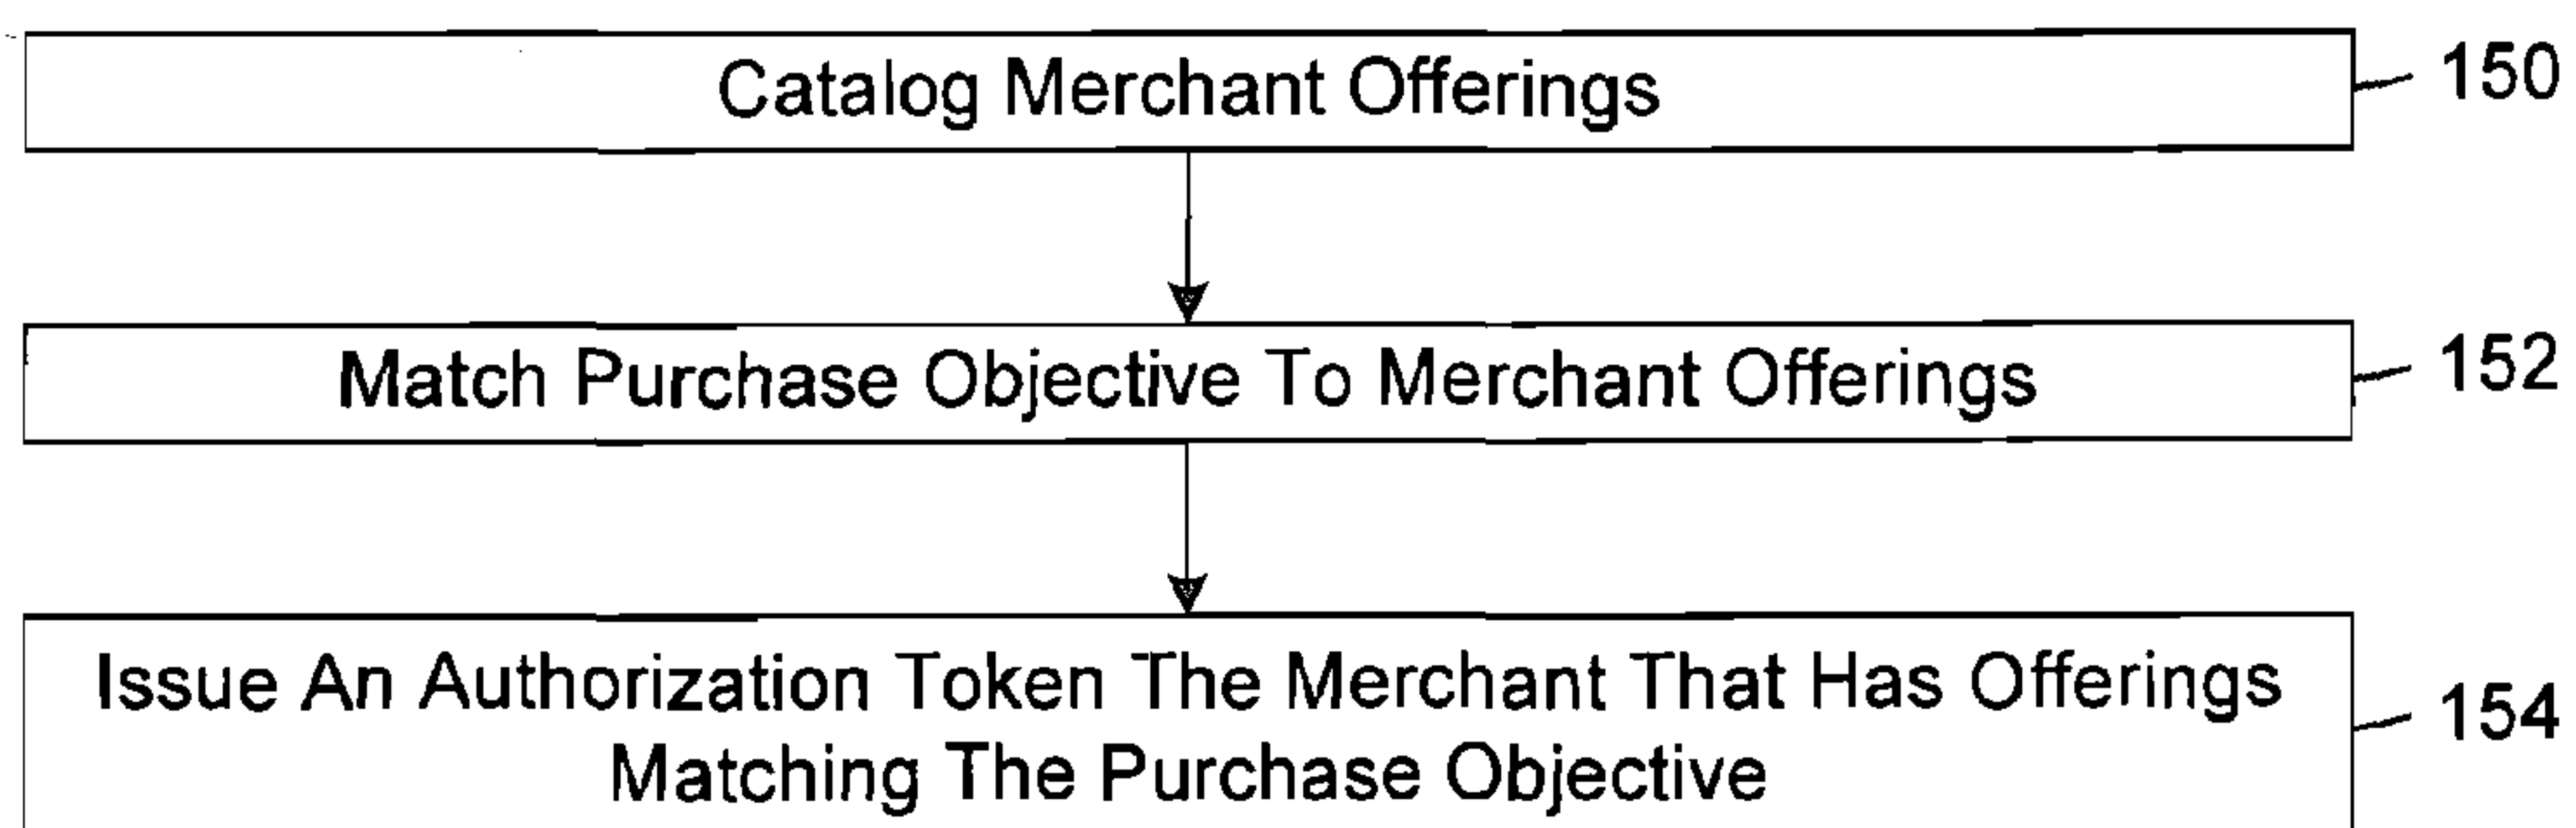 Catalog Merchant Offerings
150
Match Purchase Objective To Merchant Offerings
152
Issue An Authorization Token The Merchant That Has Offerings
Matching The Purchase Objective
154